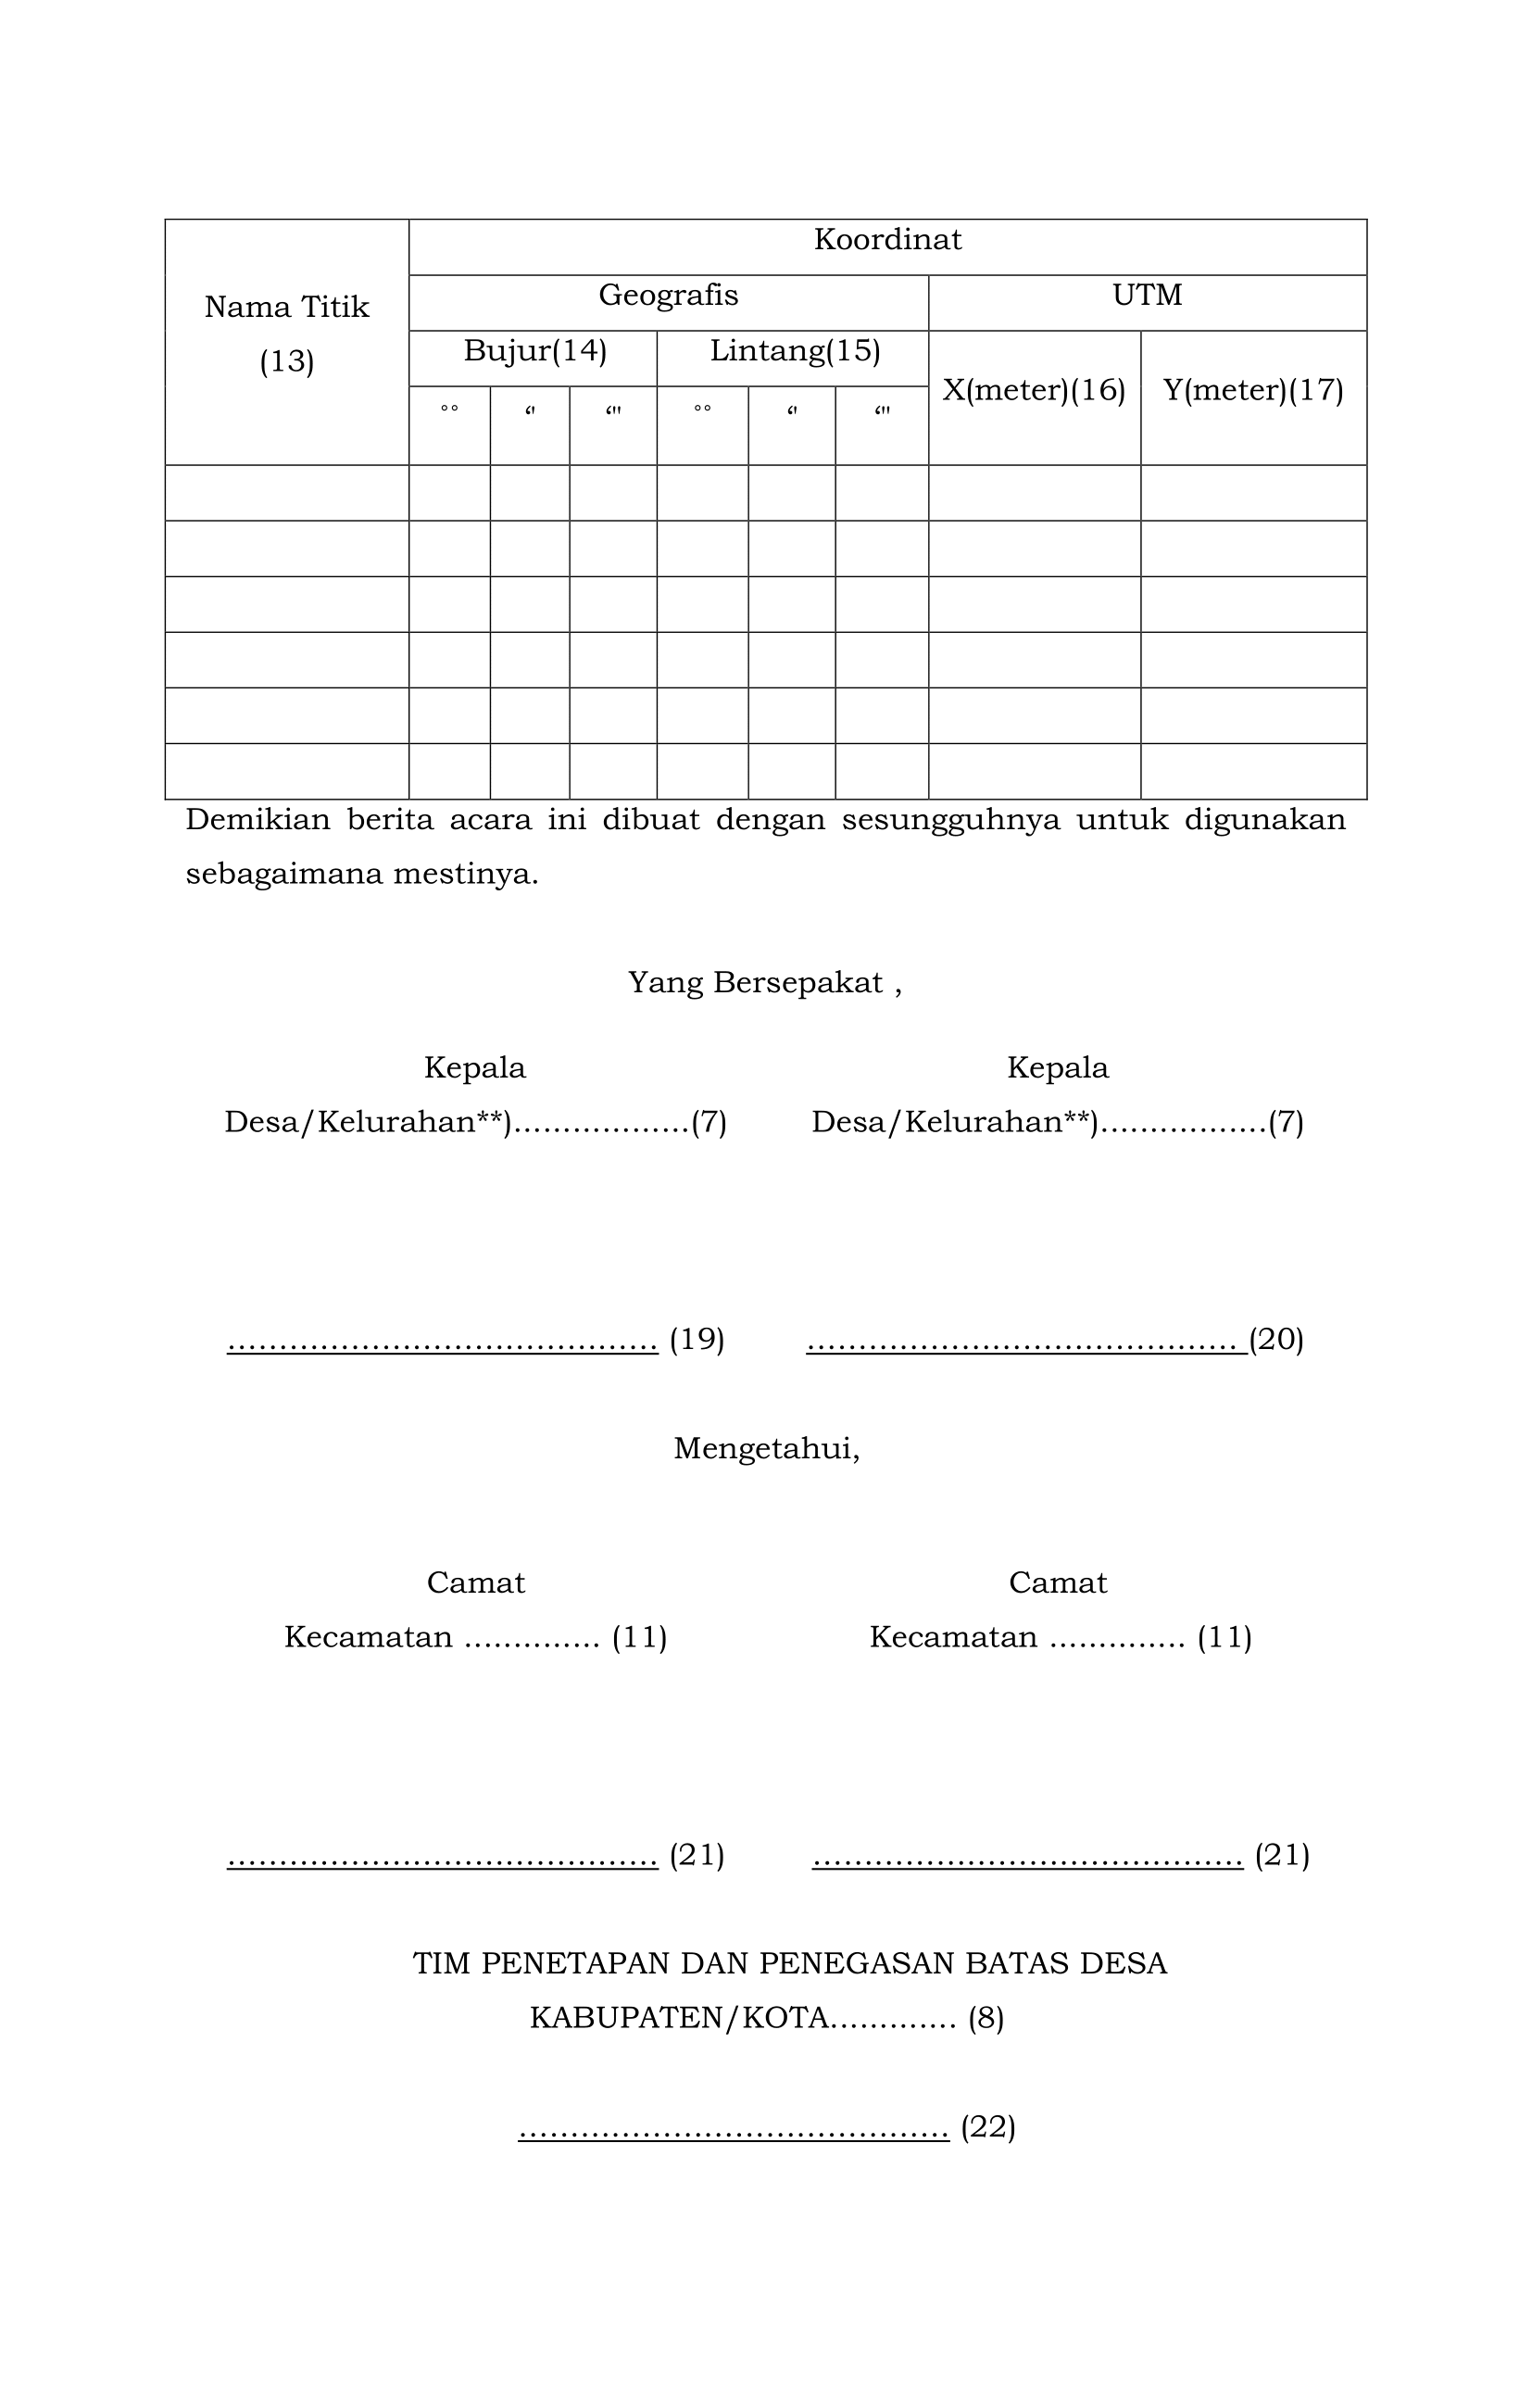 Koordinat
Nama Titik
(13)
Geografis
UTM
Bujur(14)
Lintang(15)
X(meter)(16)
Y(meter)(17)
°° ‘' ‘" °° ‘' ‘"
Demikian berita acara ini dibuat dengan sesungguhnya untuk digunakan
sebagaimana mestinya.
Yang Bersepakat ,
Kepala Kepala
Desa/Kelurahan**)..................(7) Desa/Kelurahan**).................(7)
.......................................... (19) .......................................... (20)
Mengetahui,
Camat Camat
Kecamatan .............. (11) Kecamatan .............. (11)
.......................................... (21) .......................................... (21)
TIM PENETAPAN DAN PENEGASAN BATAS DESA
KABUPATEN/KOTA............. (8)
.......................................... (22)